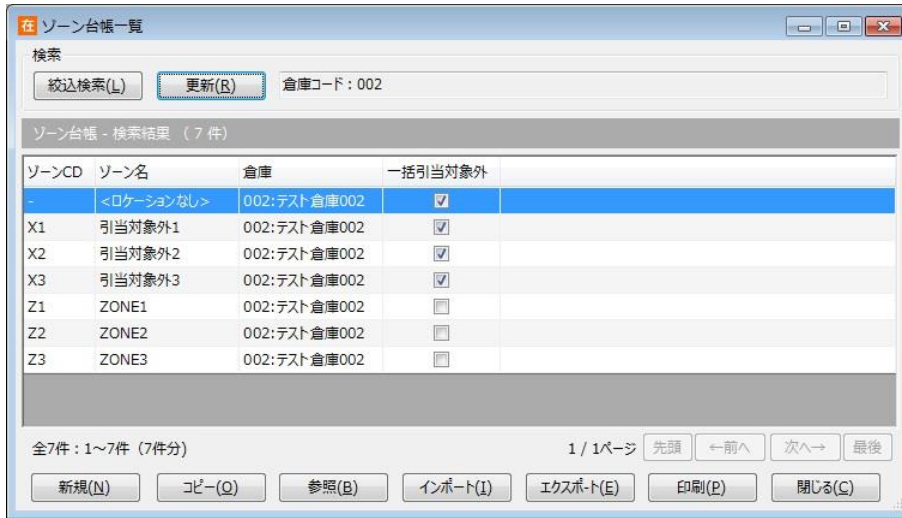 在 ゾーン台帳一覧
検索
絞込検索(L) 更新(R) 倉庫コード：002
ゾーン台帳 - 検索結果 （ 7 件）
ゾーンCD ゾーン名 倉庫 一括引当対象外
- <ロケーションなし> 002:テスト倉庫002
X1 引当対象外1 002:テスト倉庫002
X2 引当対象外2 002:テスト倉庫002
X3 引当対象外3 002:テスト倉庫002
Z1 ZONE1 002:テスト倉庫002
Z2 ZONE2 002:テスト倉庫002
Z3 ZONE3 002:テスト倉庫002
全7件：1～7件（7件分） 1 / 1ページ 先頭 ←前へ 次へ→ 最後
新規(N) コピー(O) 参照(B) インポート(I) エクスポート(E) 印刷(P) 閉じる(C)